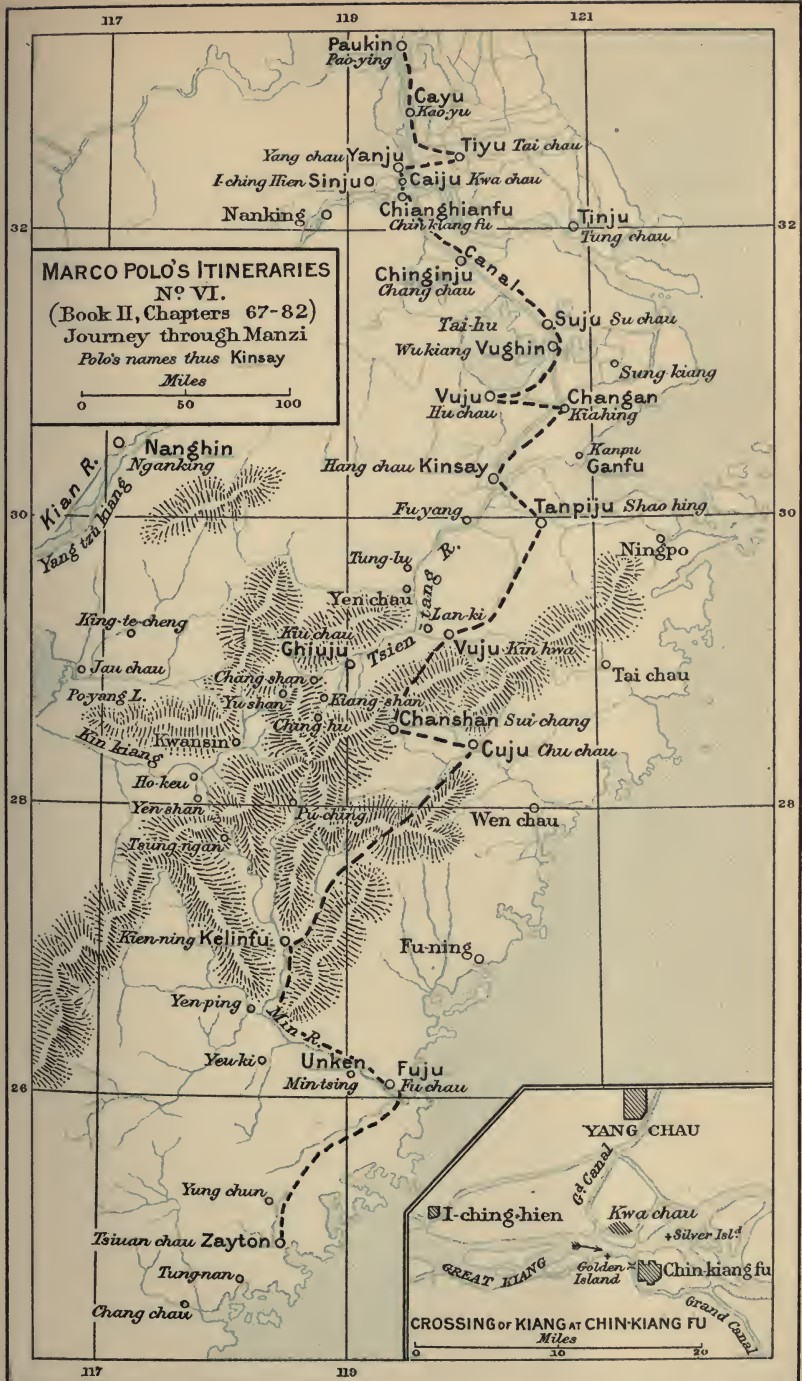 117
119
121
Paukin
Pao-ying
Cayu
Kao-yu
Tiyu Tai chau
Yang chau Yanju
I-ching Hien Sinju
Caiju Kwa chau
Nanking
Chianghianfu
Chin kiang fu
Tinju
Tung chau
32
32
MARCO POLO'S ITINERARIES
No. VI.
(Book II, Chapters 67-82)
Journey through Manzi
Polo's names thus Kinsay
Miles
0 50 100
Canal
Chinginju
Chang chau
Tai-hu
Suju Su chau
Wu kiang Vughin
Sung-kiang
Vuju
Hu chau
Changan
Kia hing
Nanghin
Nganking
Kian R.
Yang tzŭ kiang
Hang chau Kinsay
Kanpu
Ganfu
30
Fu-yang
Tanpiju Shao hing
30
Ningpo
Tung-lu
Yen chau
Tsien-tang R.
Lan-ki
King-te-cheng
Kiu chau
Ghiuju
Vuju Kin hwa
Jau chau
Chang-shan
Tai chau
Po-yang L.
Yu shan
Kiang-shan
Ching-hu
Chanshan Sui chang
Kin kiang
Kwansin
Cuju Chu chau
Ho-keu
28
Yen-shan
Pu-ching
Wen chau
28
Tsung-ngan
Kien-ning Kelinfu
Fu-ning
Yen-ping
Min-R.
Yeu-ki
Unken
Min tsing
Fuju
Fu chau
26
26
Yung chun
Tsiuan chau Zayton
Tung-nan
Chang chau
YANG CHAU
Gd. Canal
I-ching-hien
Kwa chau
Silver Isld.
GREAT KIANG
Golden
Island
Chin-kiang fu
Grand Canal
CROSSING OF KIANG AT CHIN-KIANG FU
Miles
0 10 20
117
119